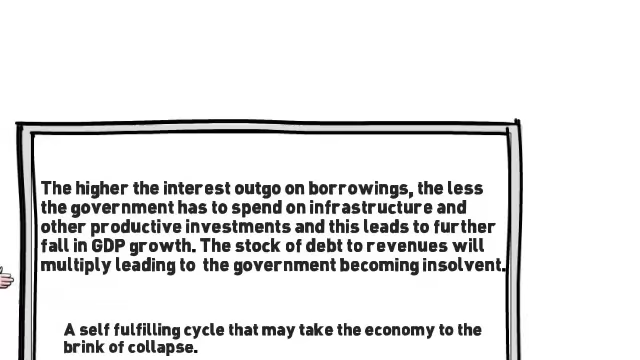 The higher the interest outgo on borrowings, the less
the government has to spend on infrastructure and
other productive investments and this leads to further
fall in GDP growth. The stock of debt to revenues will
multiply leading to the government becoming insolvent.
A self fulfilling cycle that may take the economy to the
brink of collapse.